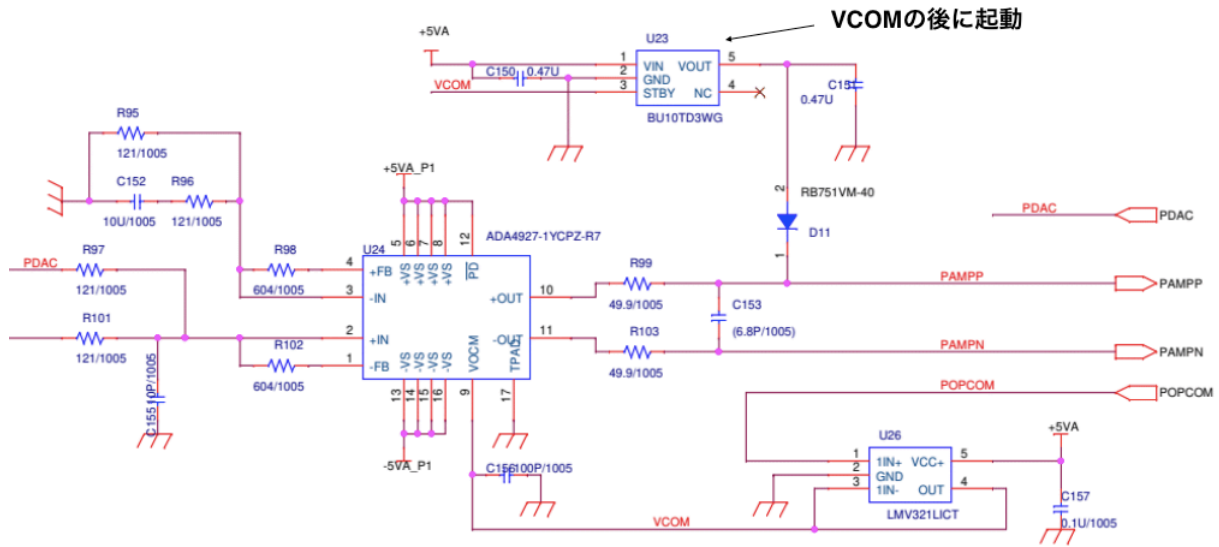 VCOMの後に起動
+5VA
U23
C150
0.47U
VCOM
1
2
3
VIN
GND
STBY
VOUT
NC
5
4
BU10TD3WG
0.47U
R95
121/1005
C152
R96
10U/1005
121/1005
+5VA_P1
2
RB751VM-40
D11
1
PDAC
PDAC
5
6
7
8
12
+VS
+VS
+VS
+VS
PD
ADA4927-1YCPZ-R7
U24
PDAC
R97
121/1005
R98
604/1005
4
+FB
3
-IN
+OUT
10
R99
49.9/1005
PAMPP
PAMPP
C153
(6.8P/1005)
R101
121/1005
2
+IN
-OUT
11
R103
49.9/1005
PAMPN
PAMPN
R102
604/1005
1
-FB
-VS
-VS
-VS
-VS
VOCM
TPAD
13
14
15
16
9
17
C155
10P/1005
-5VA_P1
C156
100P/1005
POPCOM
POPCOM
U26
1
2
3
1IN+
GND
1IN-
VCC+
OUT
5
4
LMV321LICT
+5VA
C157
0.1U/1005
VCOM